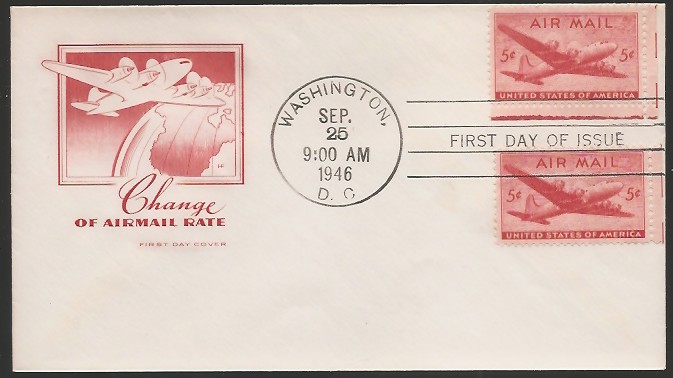 HF
Change
OF AIRMAIL RATE
FIRST DAY COVER
WASHINGTON,
SEP.
25
9:00 AM
1946
D. C.
AIR MAIL
5¢ 5¢
UNITED STATES OF AMERICA
FIRST DAY OF ISSUE
AIR MAIL
5¢ 5¢
UNITED STATES OF AMERICA